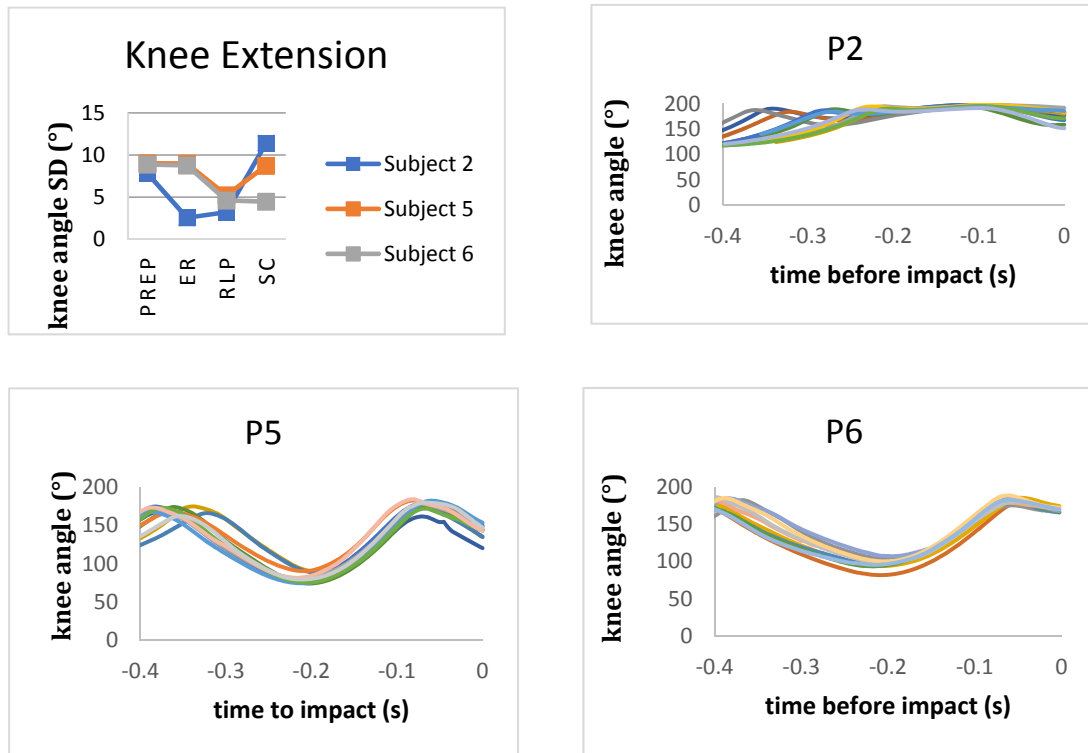 Knee Extension
knee angle SD (°)
15
10
5
0
PREP
ER
RLP
SC
Subject 2
Subject 5
Subject 6
P2
knee angle (°)
200
150
100
50
0
-0.4
-0.3
-0.2
-0.1
0
time before impact (s)
P5
knee angle (°)
200
150
100
50
0
-0.4
-0.3
-0.2
-0.1
0
time to impact (s)
P6
knee angle (°)
200
150
100
50
0
-0.4
-0.3
-0.2
-0.1
0
time before impact (s)